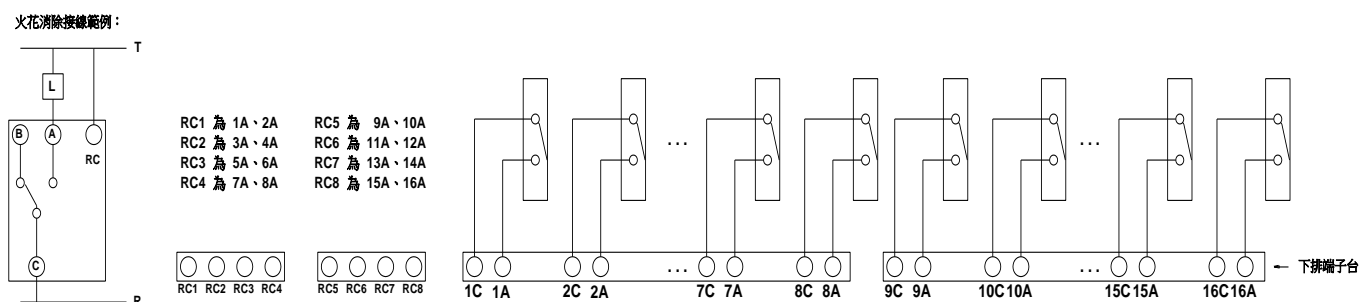 火花消除接線範例：
T
L
B A
RC
C
R
RC1 為 1A、2A
RC2 為 3A、4A
RC3 為 5A、6A
RC4 為 7A、8A
RC5 為 9A、10A
RC6 為 11A、12A
RC7 為 13A、14A
RC8 為 15A、16A
RC1 RC2 RC3 RC4
RC5 RC6 RC7 RC8
... ...
... ...
1C 1A 2C 2A 7C 7A 8C 8A
9C 9A 10C 10A 15C 15A 16C 16A
← 下排端子台